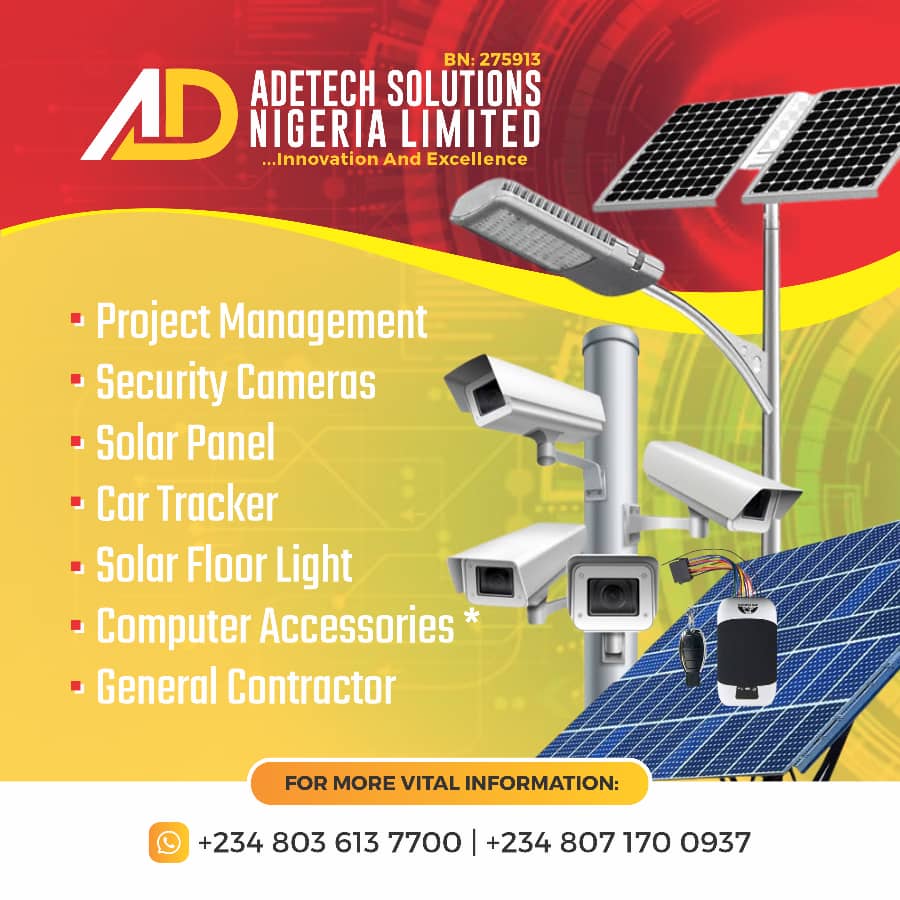 BN: 275913
AD
ADETECH SOLUTIONS
NIGERIA LIMITED
...Innovation And Excellence
Project Management
Security Cameras
Solar Panel
Car Tracker
Solar Floor Light
Computer Accessories *
General Contractor
FOR MORE VITAL INFORMATION:
+234 803 613 7700 | +234 807 170 0937